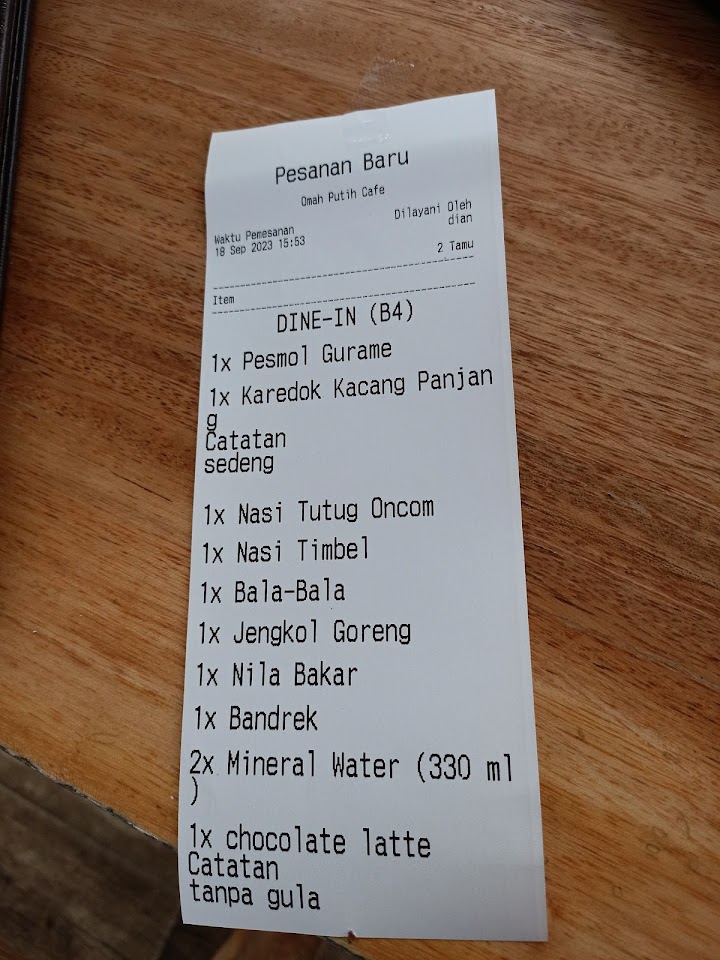 Pesanan Baru
Omah Putih Cafe
Waktu Pemesanan
18 Sep 2023 15:53
Dilayani Oleh
dian
2 Tamu
Item
DINE-IN (B4)
1x Pesmol Gurame
1x Karedok Kacang Panjan
g
Catatan
sedeng
1x Nasi Tutug Oncom
1x Nasi Timbel
1x Bala-Bala
1x Jengkol Goreng
1x Nila Bakar
1x Bandrek
2x Mineral Water (330 ml
)
1x chocolate latte
Catatan
tanpa gula